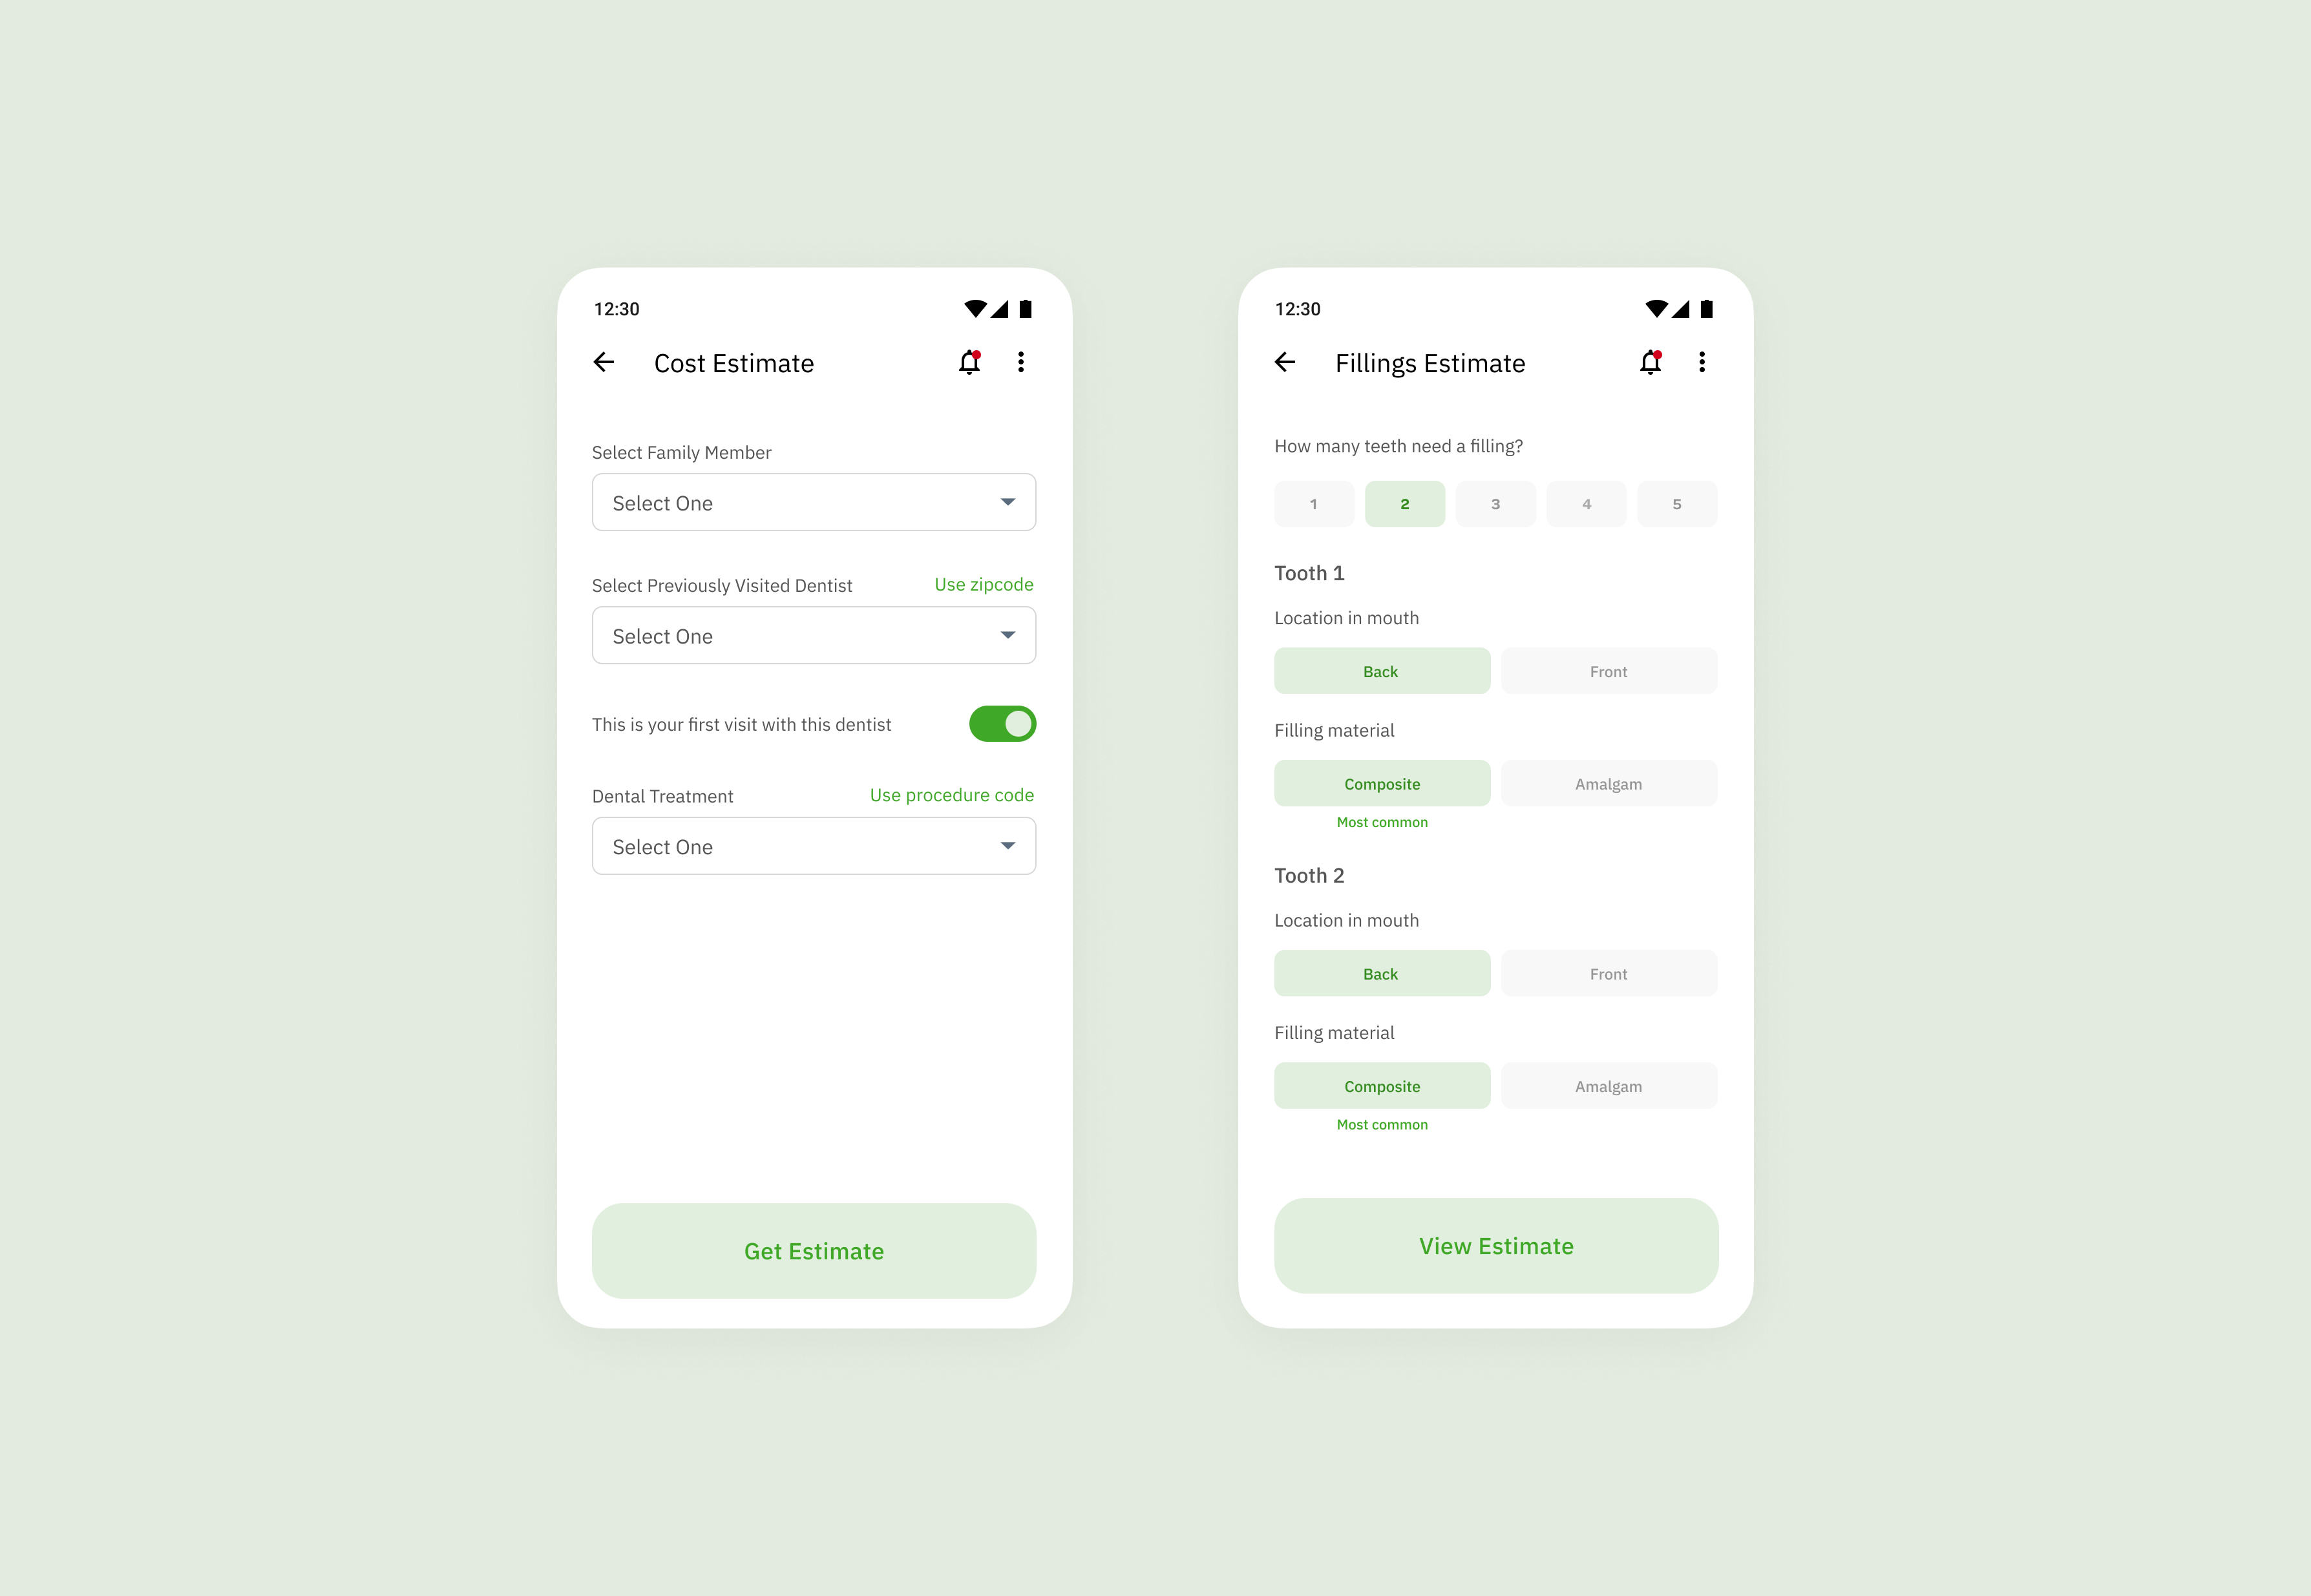 12:30
Cost Estimate
Select Family Member
Select One
Select Previously Visited Dentist Use zipcode
Select One
This is your first visit with this dentist
Dental Treatment Use procedure code
Select One
Get Estimate
12:30
Fillings Estimate
How many teeth need a filling?
1 2 3 4 5
Tooth 1
Location in mouth
Back Front
Filling material
Composite Amalgam
Most common
Tooth 2
Location in mouth
Back Front
Filling material
Composite Amalgam
Most common
View Estimate